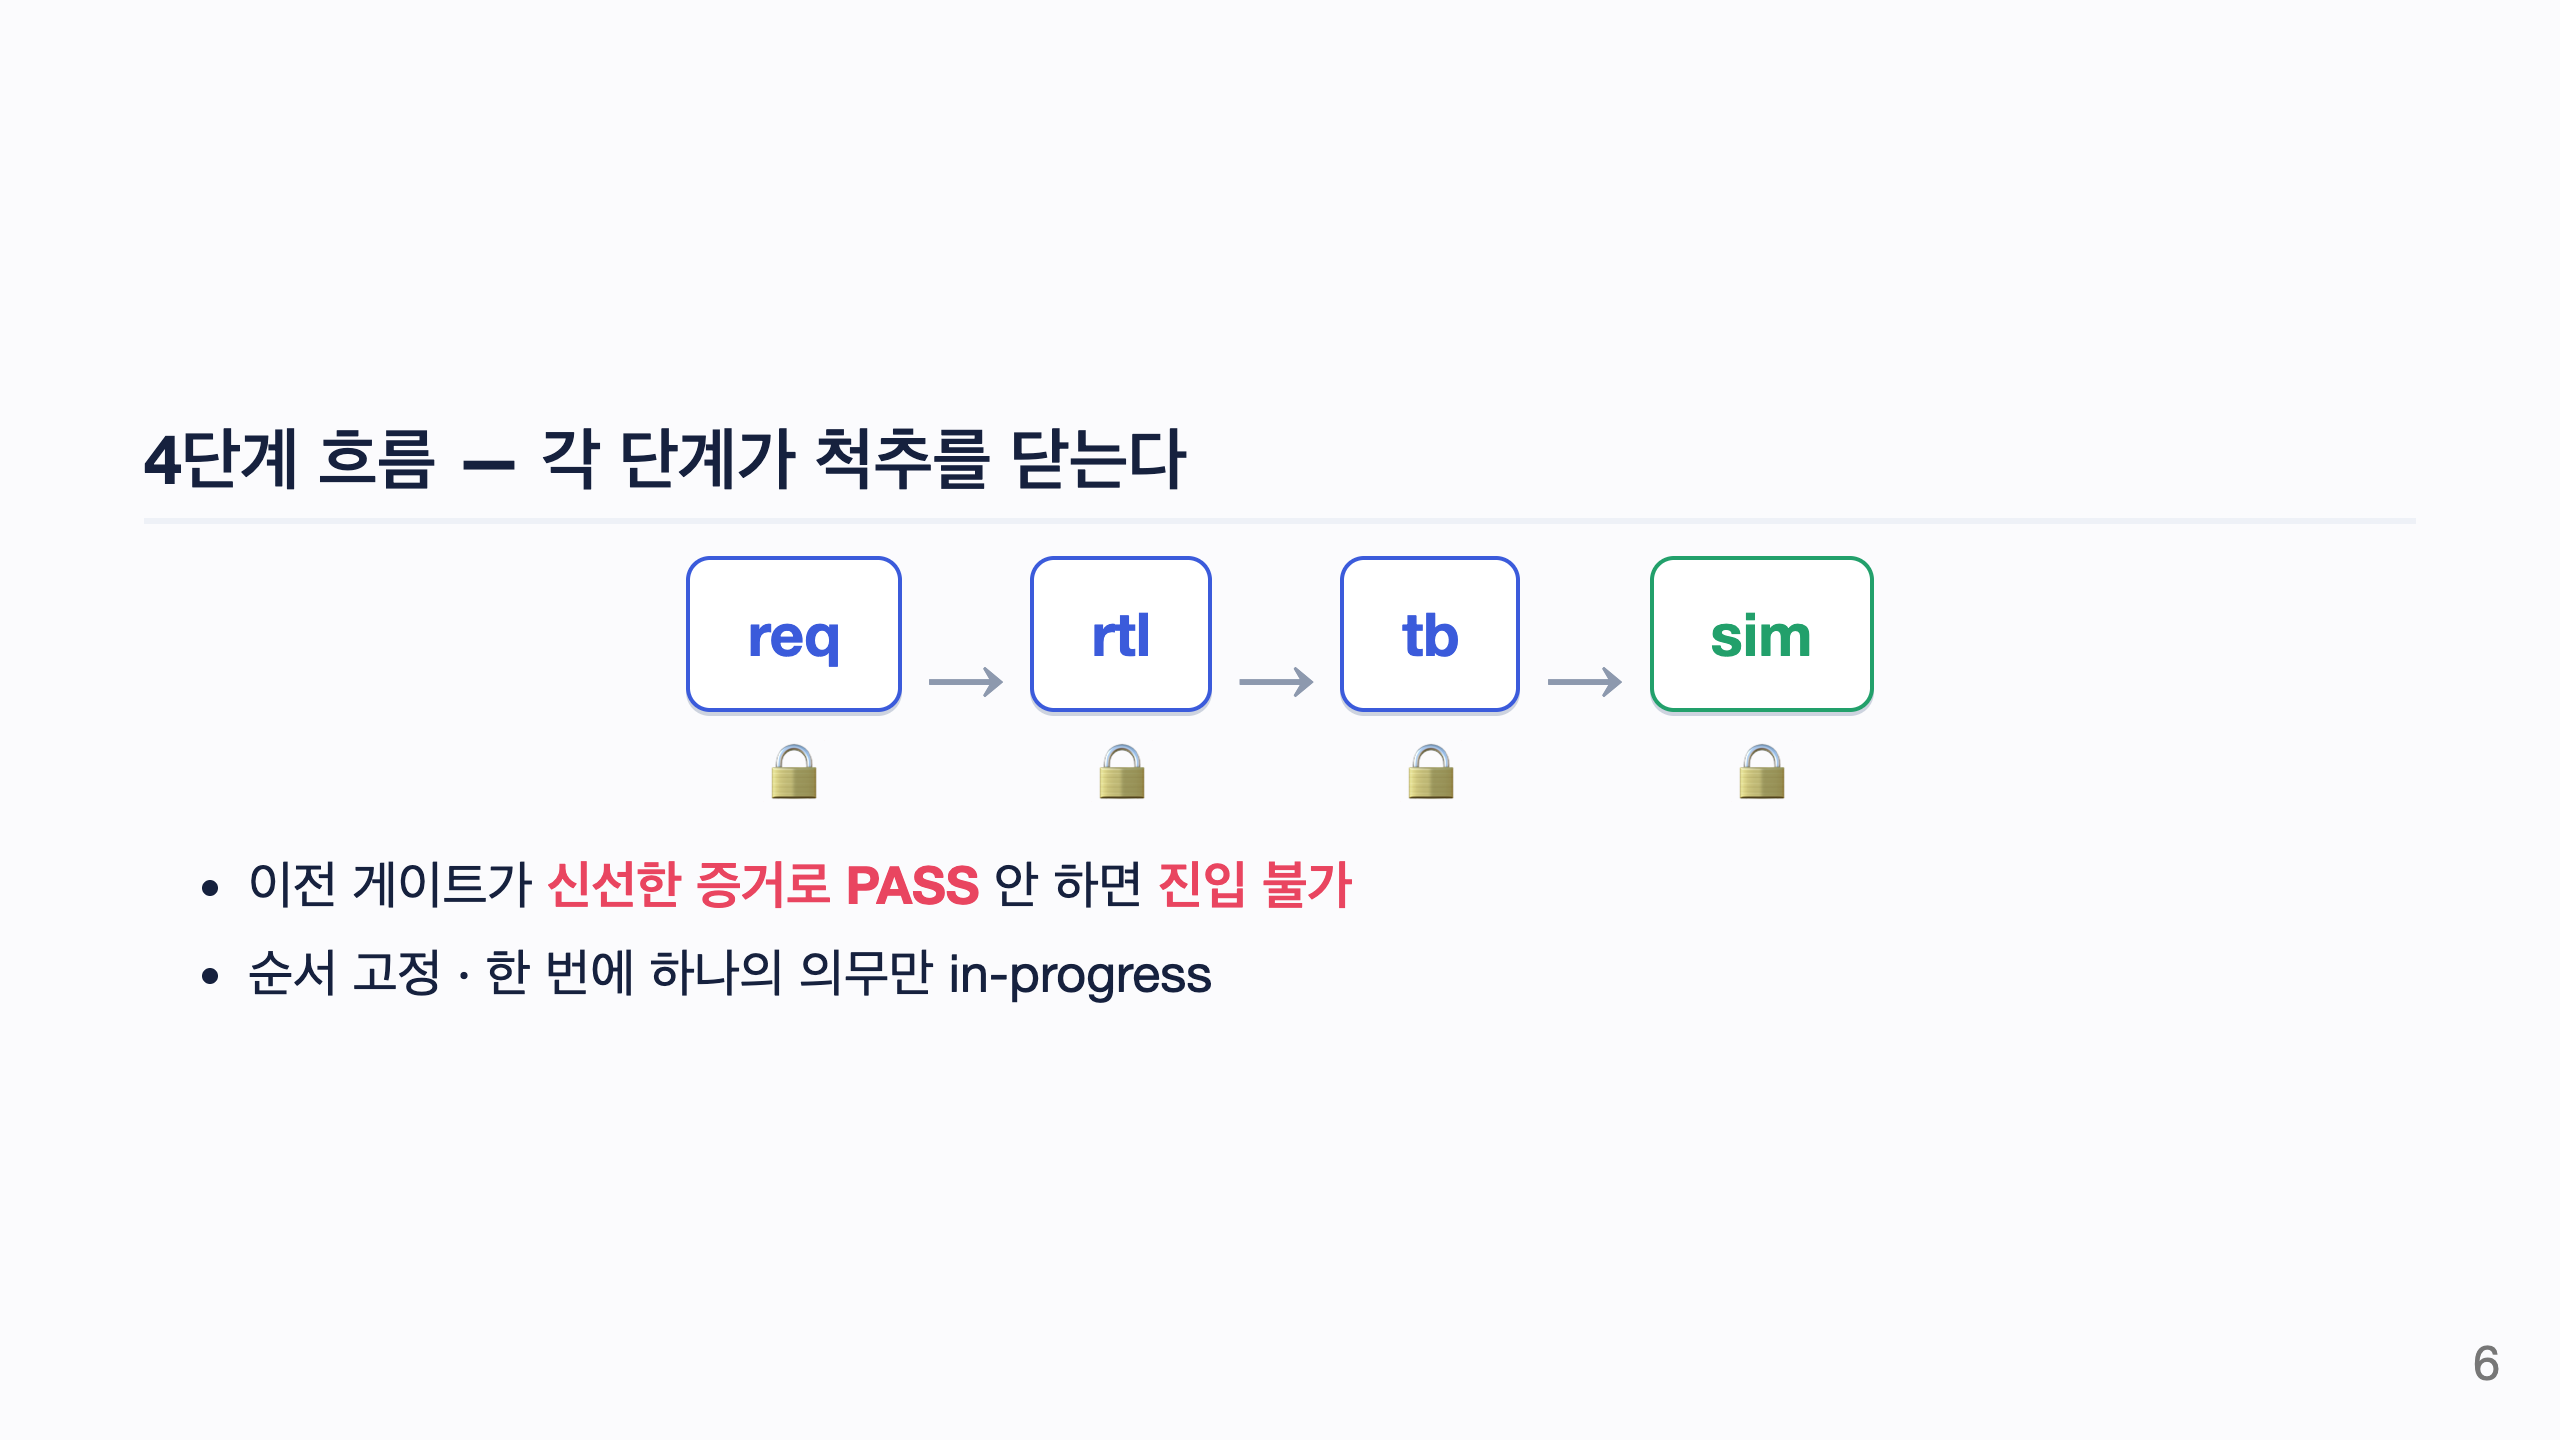 4단계 흐름 — 각 단계가 척추를 닫는다
req → rtl → tb → sim
• 이전 게이트가 신선한 증거로 PASS 안 하면 진입 불가
• 순서 고정 · 한 번에 하나의 의무만 in-progress
6